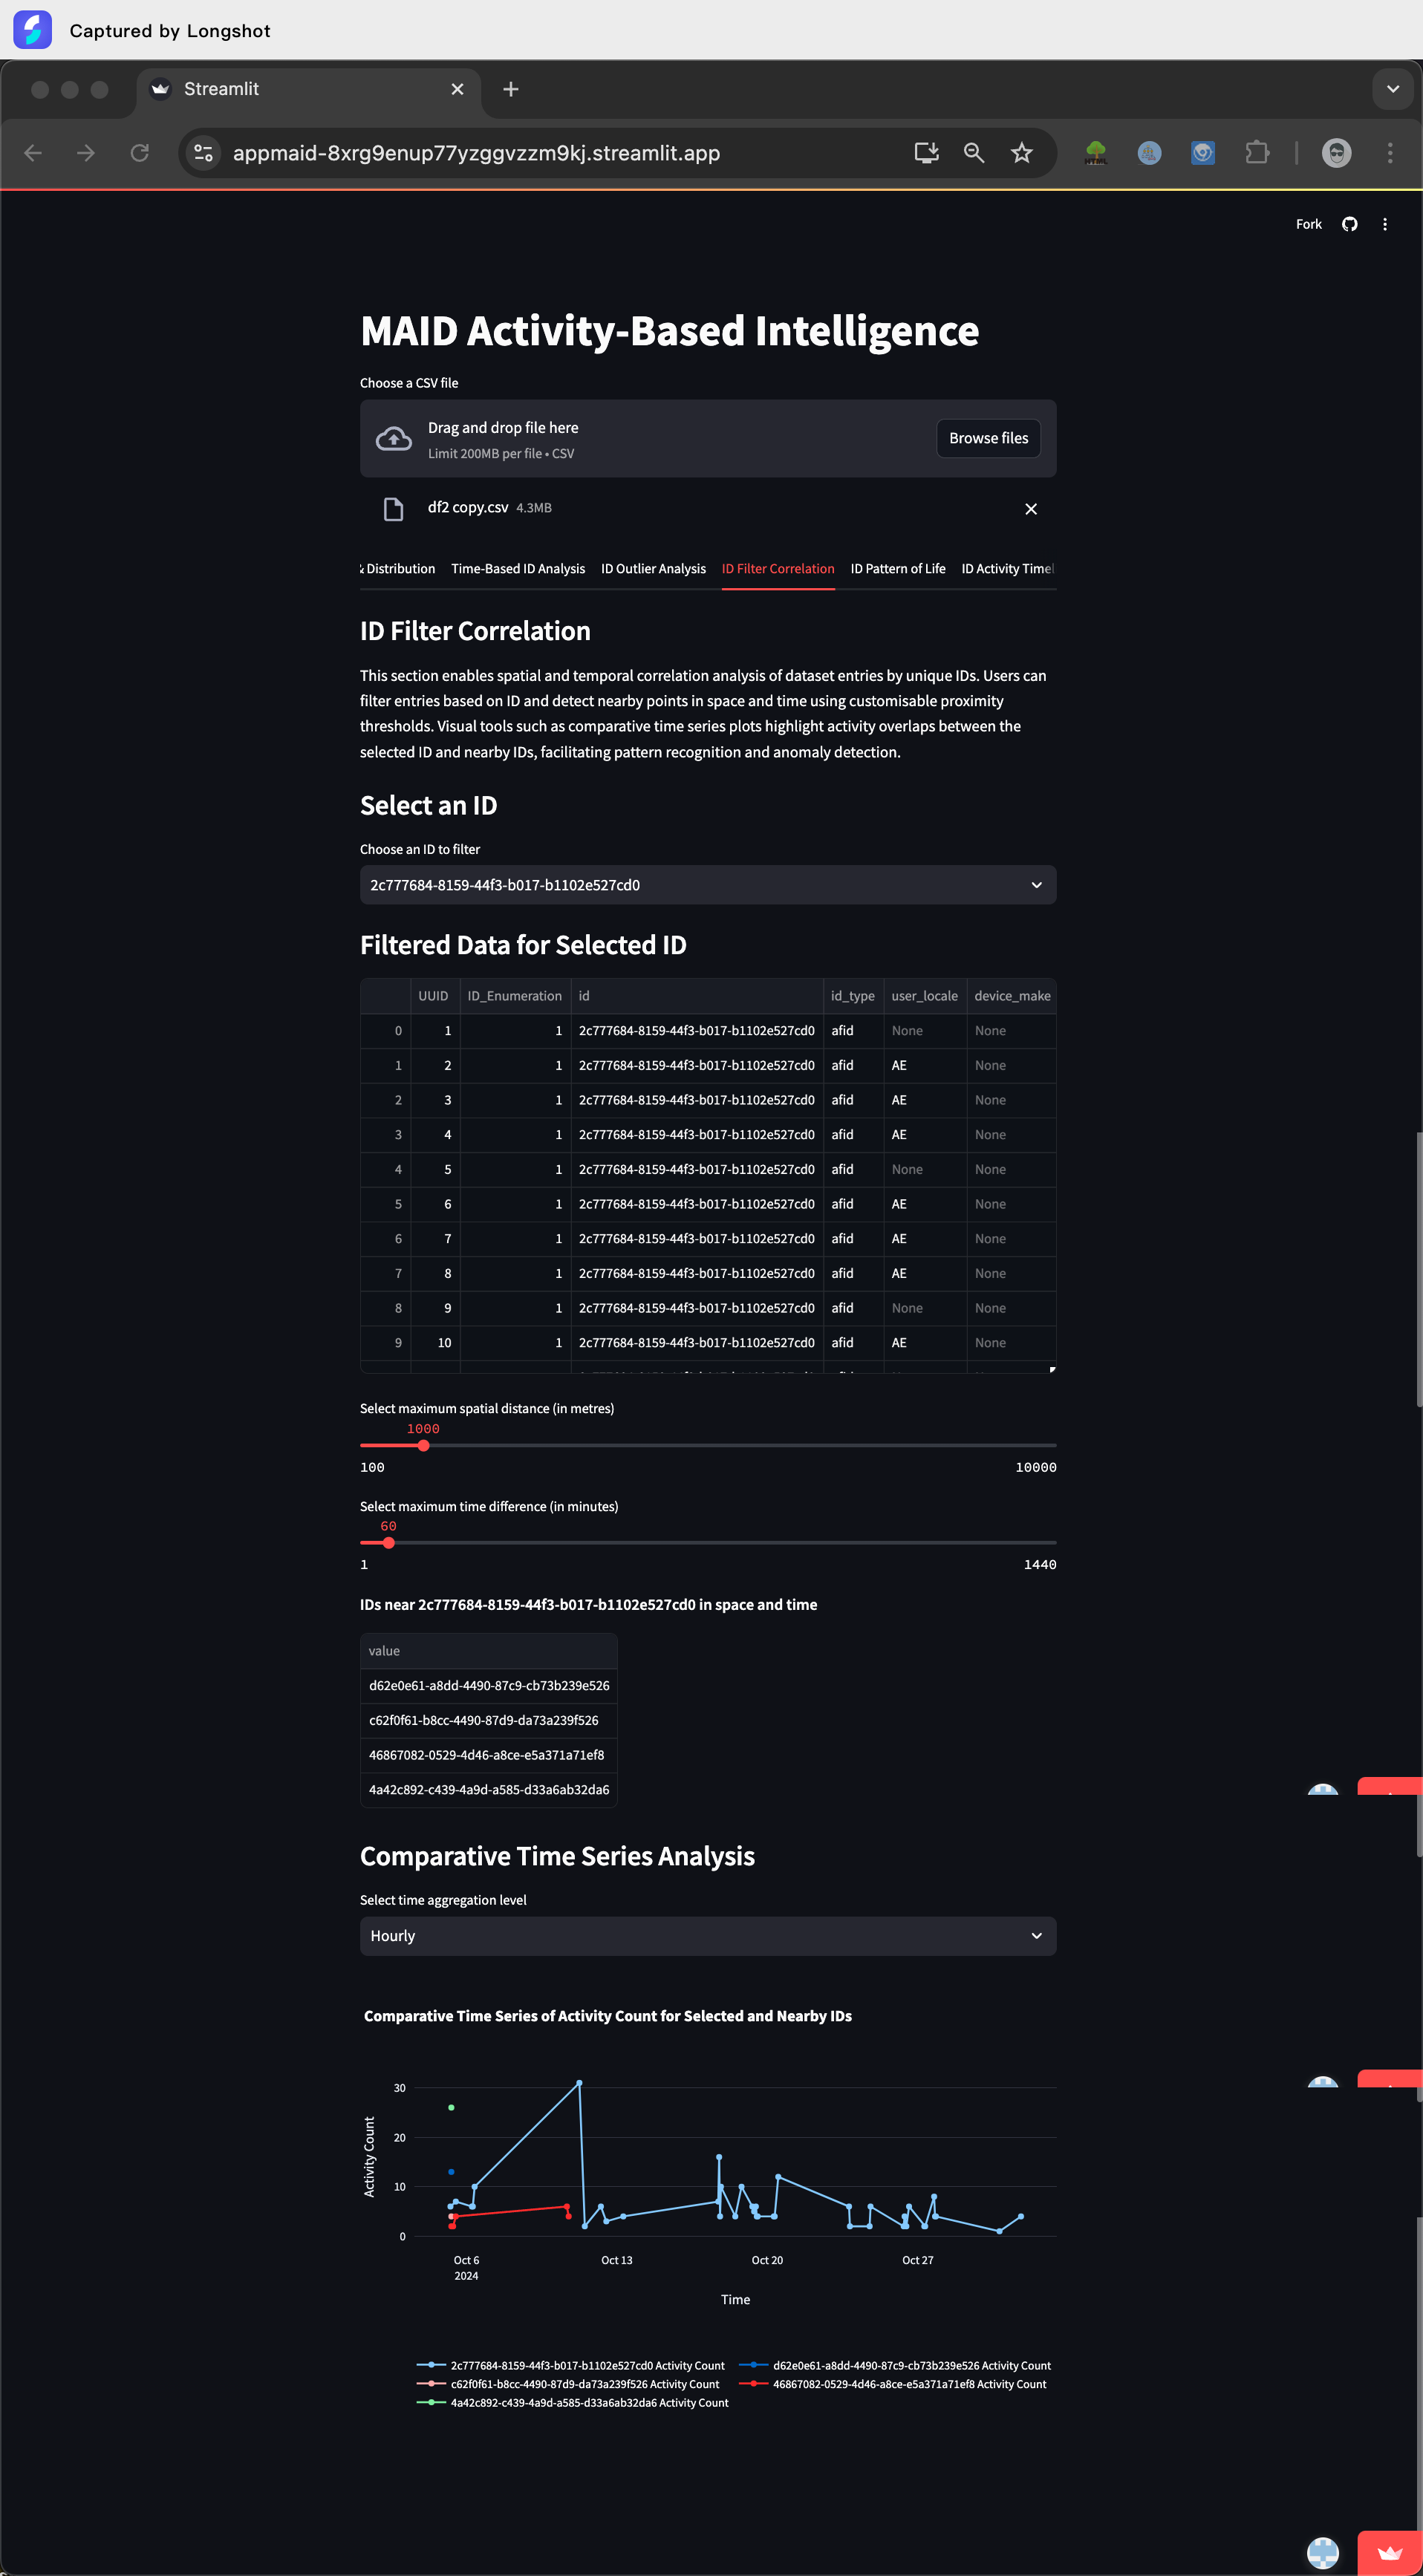 Captured by Longshot
Streamlit
appmaid-8xrg9enup77yzggvzzm9kj.streamlit.app
Fork
MAID Activity-Based Intelligence
Choose a CSV file
Drag and drop file here
Limit 200MB per file • CSV
Browse files
df2 copy.csv 4.3MB
& Distribution Time-Based ID Analysis ID Outlier Analysis ID Filter Correlation ID Pattern of Life ID Activity Timel
ID Filter Correlation
This section enables spatial and temporal correlation analysis of dataset entries by unique IDs. Users can
filter entries based on ID and detect nearby points in space and time using customisable proximity
thresholds. Visual tools such as comparative time series plots highlight activity overlaps between the
selected ID and nearby IDs, facilitating pattern recognition and anomaly detection.
Select an ID
Choose an ID to filter
2c777684-8159-44f3-b017-b1102e527cd0
Filtered Data for Selected ID
UUID ID_Enumeration id id_type user_locale device_make
0 1 1 2c777684-8159-44f3-b017-b1102e527cd0 afid None None
1 2 1 2c777684-8159-44f3-b017-b1102e527cd0 afid AE None
2 3 1 2c777684-8159-44f3-b017-b1102e527cd0 afid AE None
3 4 1 2c777684-8159-44f3-b017-b1102e527cd0 afid AE None
4 5 1 2c777684-8159-44f3-b017-b1102e527cd0 afid None None
5 6 1 2c777684-8159-44f3-b017-b1102e527cd0 afid AE None
6 7 1 2c777684-8159-44f3-b017-b1102e527cd0 afid AE None
7 8 1 2c777684-8159-44f3-b017-b1102e527cd0 afid AE None
8 9 1 2c777684-8159-44f3-b017-b1102e527cd0 afid None None
9 10 1 2c777684-8159-44f3-b017-b1102e527cd0 afid AE None
Select maximum spatial distance (in metres)
1000
100 10000
Select maximum time difference (in minutes)
60
1 1440
IDs near 2c777684-8159-44f3-b017-b1102e527cd0 in space and time
value
d62e0e61-a8dd-4490-87c9-cb73b239e526
c62f0f61-b8cc-4490-87d9-da73a239f526
46867082-0529-4d46-a8ce-e5a371a71ef8
4a42c892-c439-4a9d-a585-d33a6ab32da6
Comparative Time Series Analysis
Select time aggregation level
Hourly
Comparative Time Series of Activity Count for Selected and Nearby IDs
30
20
10
0
Activity Count
Oct 6 Oct 13 Oct 20 Oct 27
2024
Time
2c777684-8159-44f3-b017-b1102e527cd0 Activity Count d62e0e61-a8dd-4490-87c9-cb73b239e526 Activity Count
c62f0f61-b8cc-4490-87d9-da73a239f526 Activity Count 46867082-0529-4d46-a8ce-e5a371a71ef8 Activity Count
4a42c892-c439-4a9d-a585-d33a6ab32da6 Activity Count